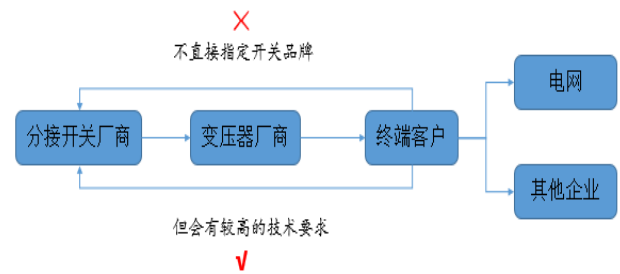 不直接指定开关品牌
分接开关厂商
变压器厂商
终端客户
电网
其他企业
但会有较高的技术要求